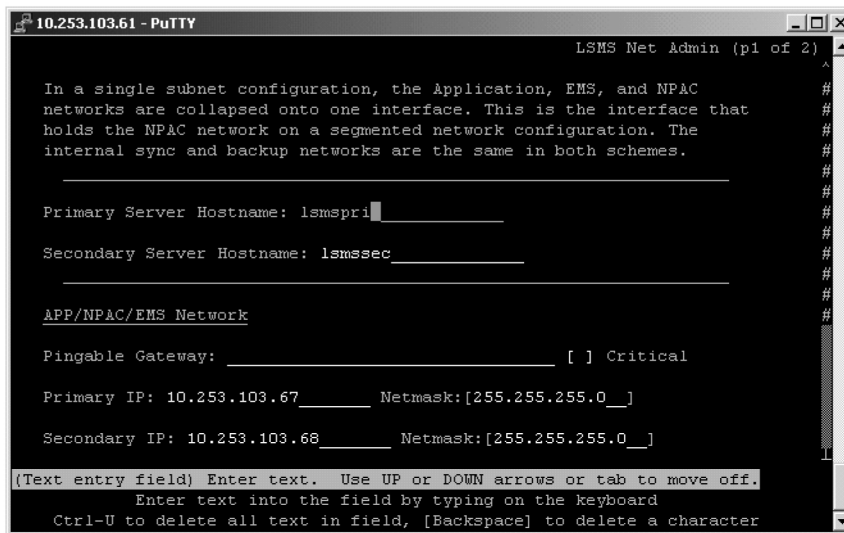 10.253.103.61 - PuTTY
LSMS Net Admin (p1 of 2)
In a single subnet configuration, the Application, EMS, and NPAC
networks are collapsed onto one interface. This is the interface that
holds the NPAC network on a segmented network configuration. The
internal sync and backup networks are the same in both schemes.
Primary Server Hostname: lsmspri
Secondary Server Hostname: lsmssec
APP/NPAC/EMS Network
Pingable Gateway: [ ] Critical
Primary IP: 10.253.103.67 Netmask:[255.255.255.0__]
Secondary IP: 10.253.103.68 Netmask:[255.255.255.0__]
(Text entry field) Enter text. Use UP or DOWN arrows or tab to move off.
Enter text into the field by typing on the keyboard
Ctrl-U to delete all text in field, [Backspace] to delete a character